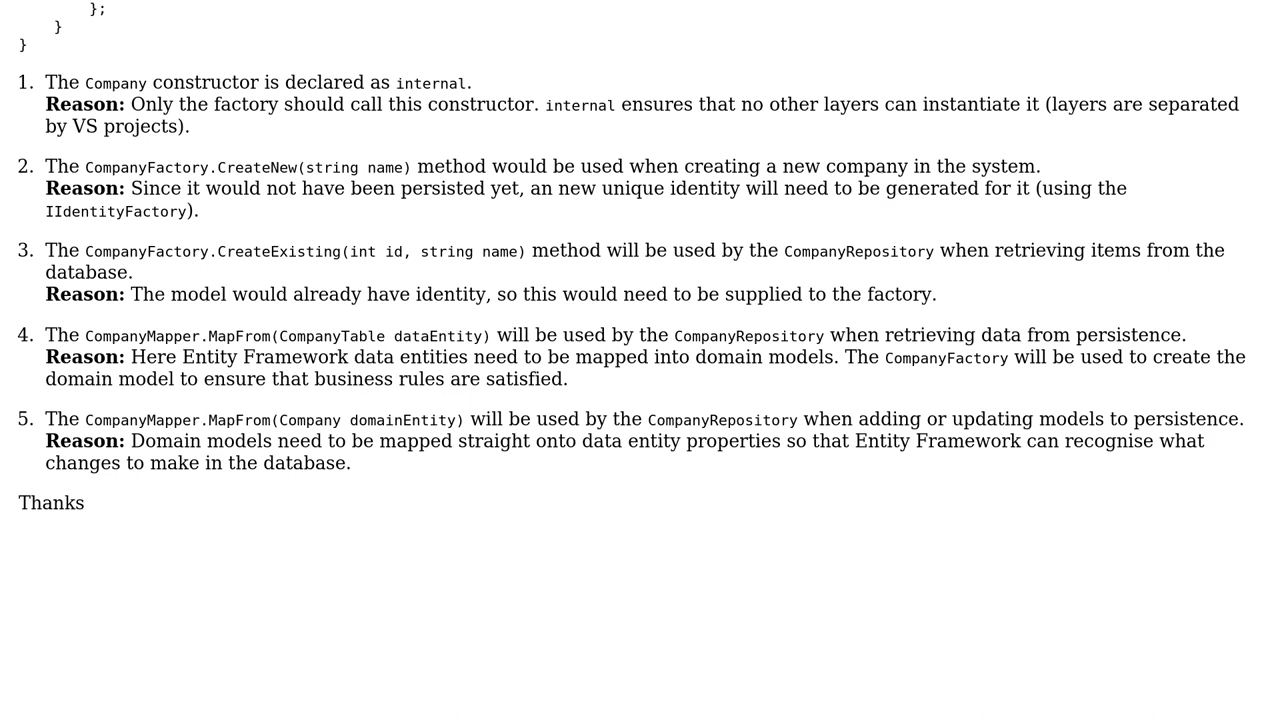 };
}
}
1. The Company constructor is declared as internal.
Reason: Only the factory should call this constructor. internal ensures that no other layers can instantiate it (layers are separated
by VS projects).
2. The CompanyFactory.CreateNew(string name) method would be used when creating a new company in the system.
Reason: Since it would not have been persisted yet, an new unique identity will need to be generated for it (using the
IIdentityFactory).
3. The CompanyFactory.CreateExisting(int id, string name) method will be used by the CompanyRepository when retrieving items from the
database.
Reason: The model would already have identity, so this would need to be supplied to the factory.
4. The CompanyMapper.MapFrom(CompanyTable dataEntity) will be used by the CompanyRepository when retrieving data from persistence.
Reason: Here Entity Framework data entities need to be mapped into domain models. The CompanyFactory will be used to create the
domain model to ensure that business rules are satisfied.
5. The CompanyMapper.MapFrom(Company domainEntity) will be used by the CompanyRepository when adding or updating models to persistence.
Reason: Domain models need to be mapped straight onto data entity properties so that Entity Framework can recognise what
changes to make in the database.
Thanks